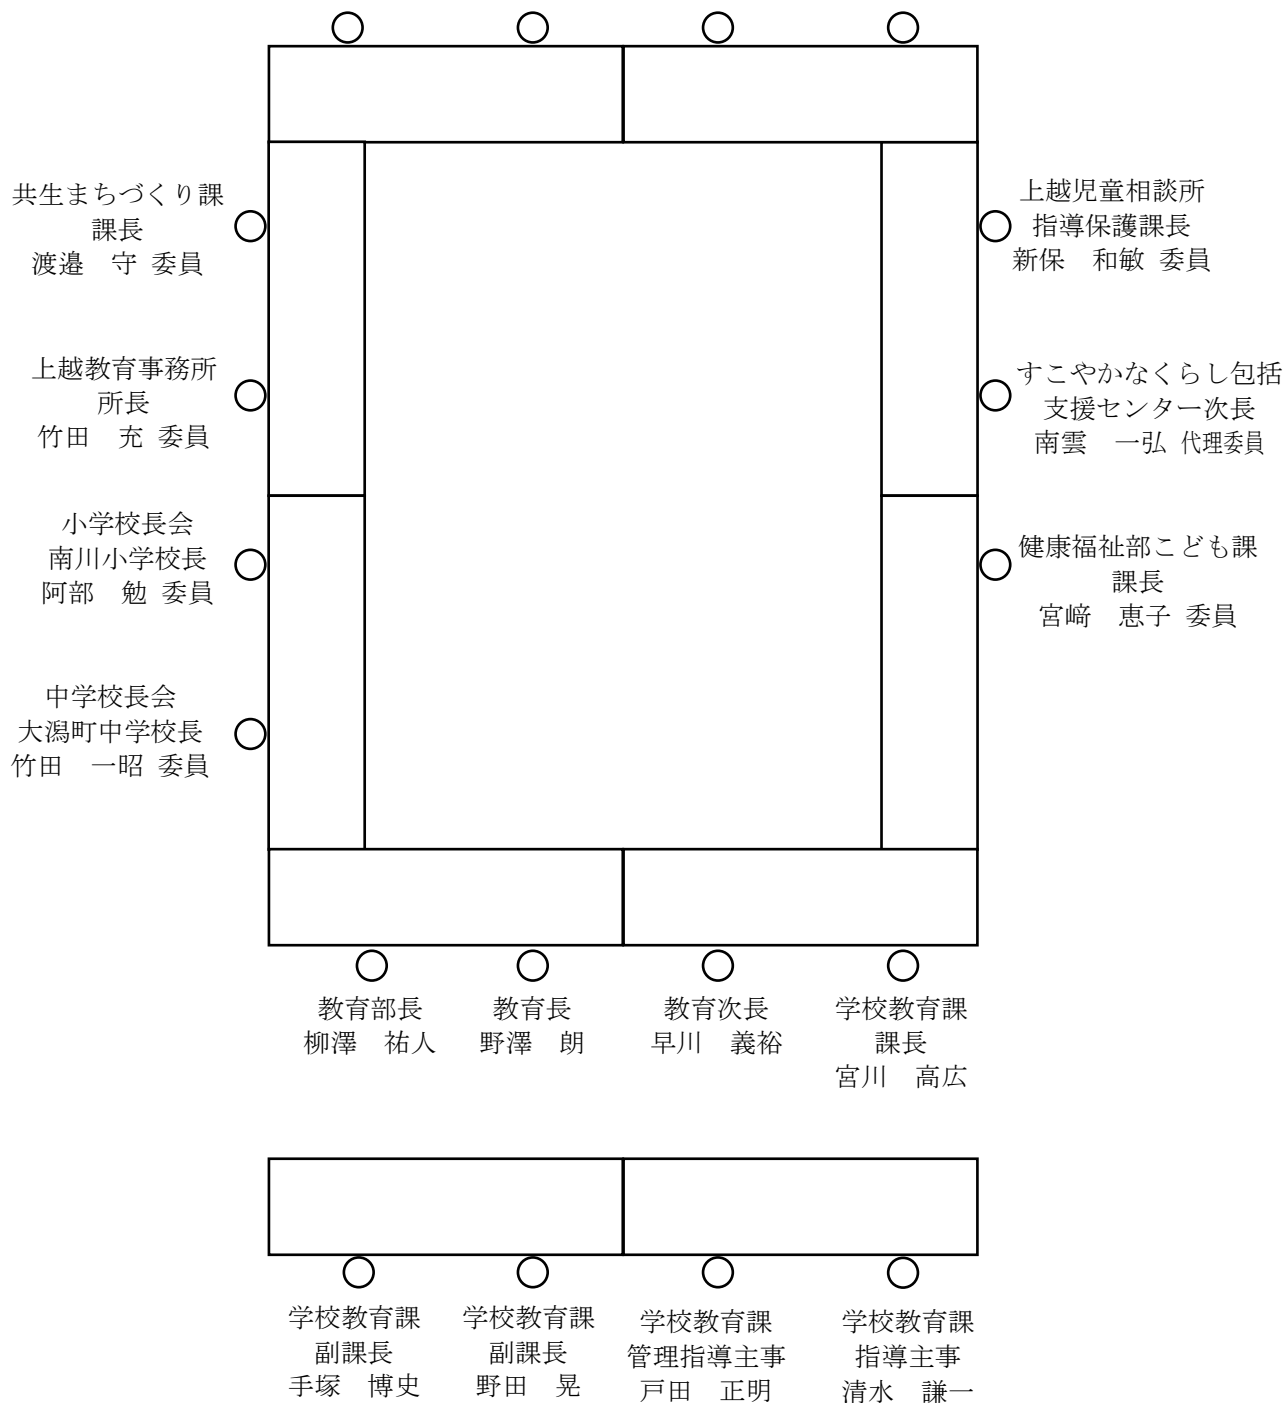 共生まちづくり課
課長
渡邉　守 委員
上越教育事務所
所長
竹田　充 委員
小学校長会
南川小学校長
阿部　勉 委員
中学校長会
大潟町中学校長
竹田　一昭 委員
上越児童相談所
指導保護課長
新保　和敏 委員
すこやかなくらし包括
支援センター次長
南雲　一弘 代理委員
健康福祉部こども課
課長
宮﨑　恵子 委員
教育部長
柳澤　祐人
教育長
野澤　朗
教育次長
早川　義裕
学校教育課
課長
宮川　高広
学校教育課
副課長
手塚　博史
学校教育課
副課長
野田　晃
学校教育課
管理指導主事
戸田　正明
学校教育課
指導主事
清水　謙一